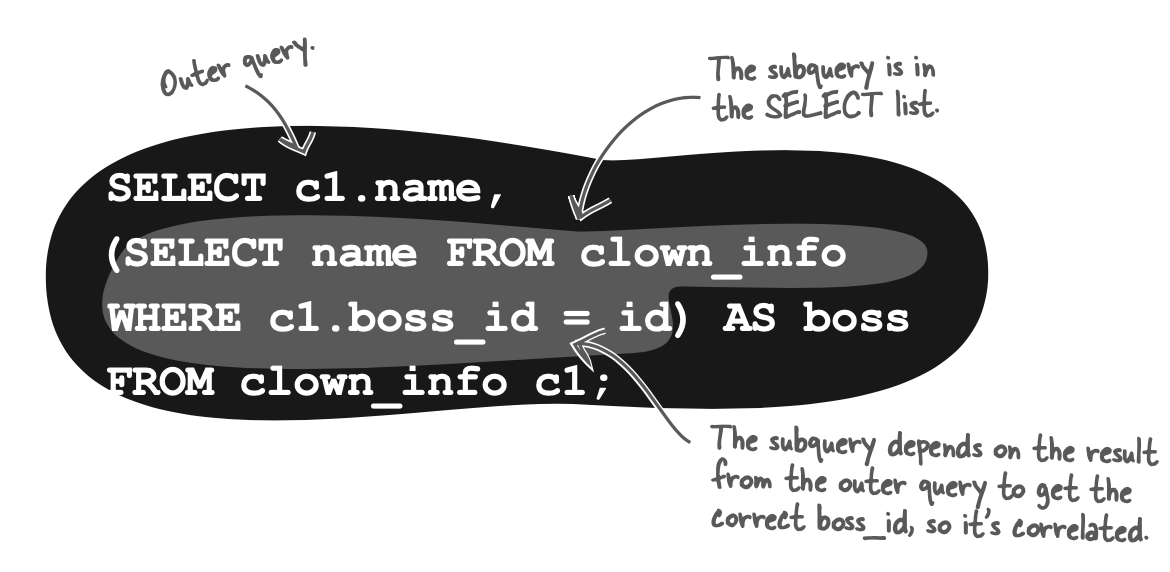 Outer query.
The subquery is in
the SELECT list.
SELECT c1.name,
(SELECT name FROM clown_info
WHERE c1.boss_id = id) AS boss
FROM clown_info c1;
The subquery depends on the result
from the outer query to get the
correct boss_id, so it's correlated.